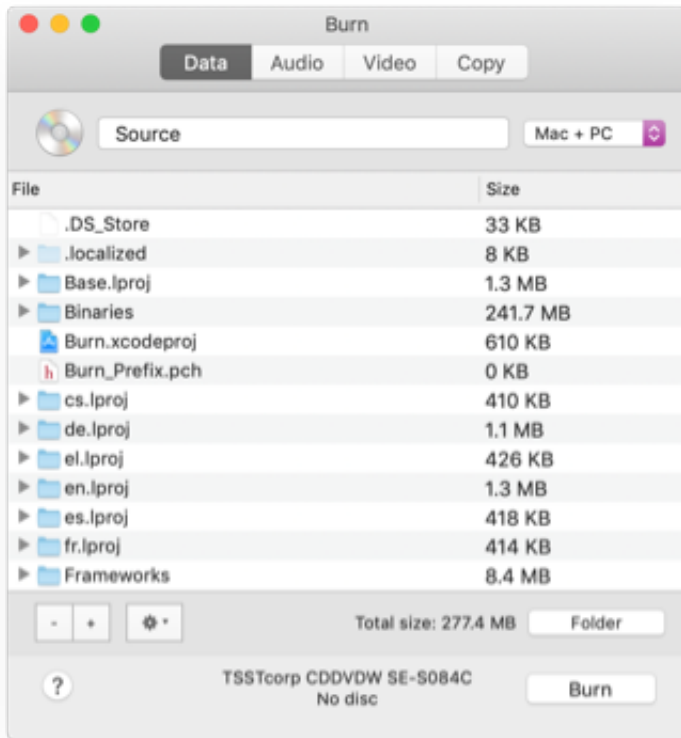 Burn
Data Audio Video Copy
Source Mac + PC
File Size
.DS_Store 33 KB
.localized 8 KB
Base.lproj 1.3 MB
Binaries 241.7 MB
Burn.xcodeproj 610 KB
h Burn_Prefix.pch 0 KB
cs.lproj 410 KB
de.lproj 1.1 MB
el.lproj 426 KB
en.lproj 1.3 MB
es.lproj 418 KB
fr.lproj 414 KB
Frameworks 8.4 MB
- + Total size: 277.4 MB Folder
? TSSTcorp CDDVDW SE-S084C
No disc Burn